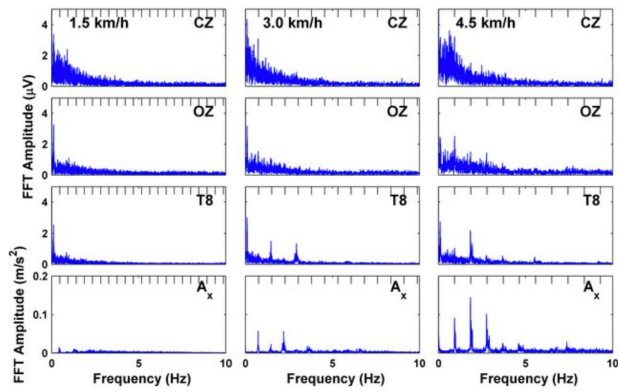 1.5 km/h CZ 3.0 km/h CZ 4.5 km/h CZ
4
2
0
OZ OZ OZ
4
2
0
T8 T8 T8
4
2
0
FFT Amplitude (μV)
Aₓ Aₓ Aₓ
0.2
0.1
0
FFT Amplitude (m/s²)
0 5 10 0 5 10 0 5 10
Frequency (Hz) Frequency (Hz) Frequency (Hz)